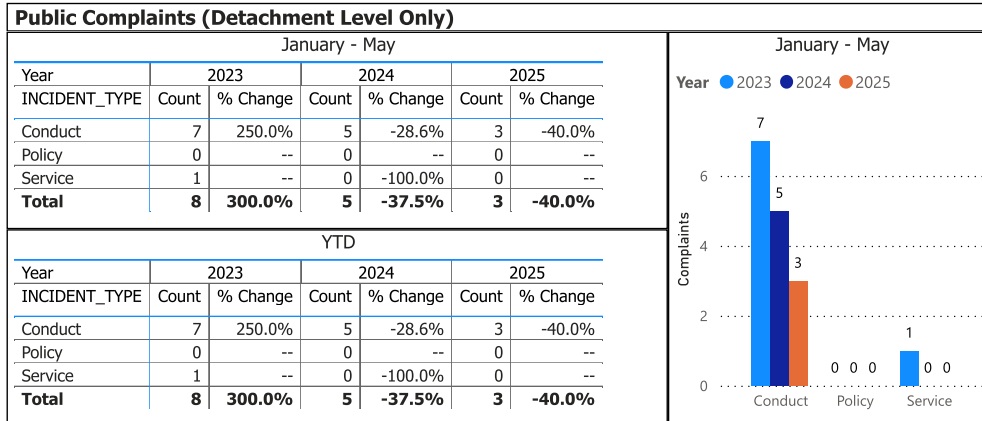 Public Complaints (Detachment Level Only)
January - May
Year 2023 2024 2025
INCIDENT_TYPE Count % Change Count % Change Count % Change
Conduct 7 250.0% 5 -28.6% 3 -40.0%
Policy 0 -- 0 -- 0 --
Service 1 -- 0 -100.0% 0 --
Total 8 300.0% 5 -37.5% 3 -40.0%
YTD
Year 2023 2024 2025
INCIDENT_TYPE Count % Change Count % Change Count % Change
Conduct 7 250.0% 5 -28.6% 3 -40.0%
Policy 0 -- 0 -- 0 --
Service 1 -- 0 -100.0% 0 --
Total 8 300.0% 5 -37.5% 3 -40.0%
January - May
Year 2023 2024 2025
Complaints
6
4
2
0
7
5
3
0 0 0
1
0 0
Conduct Policy Service